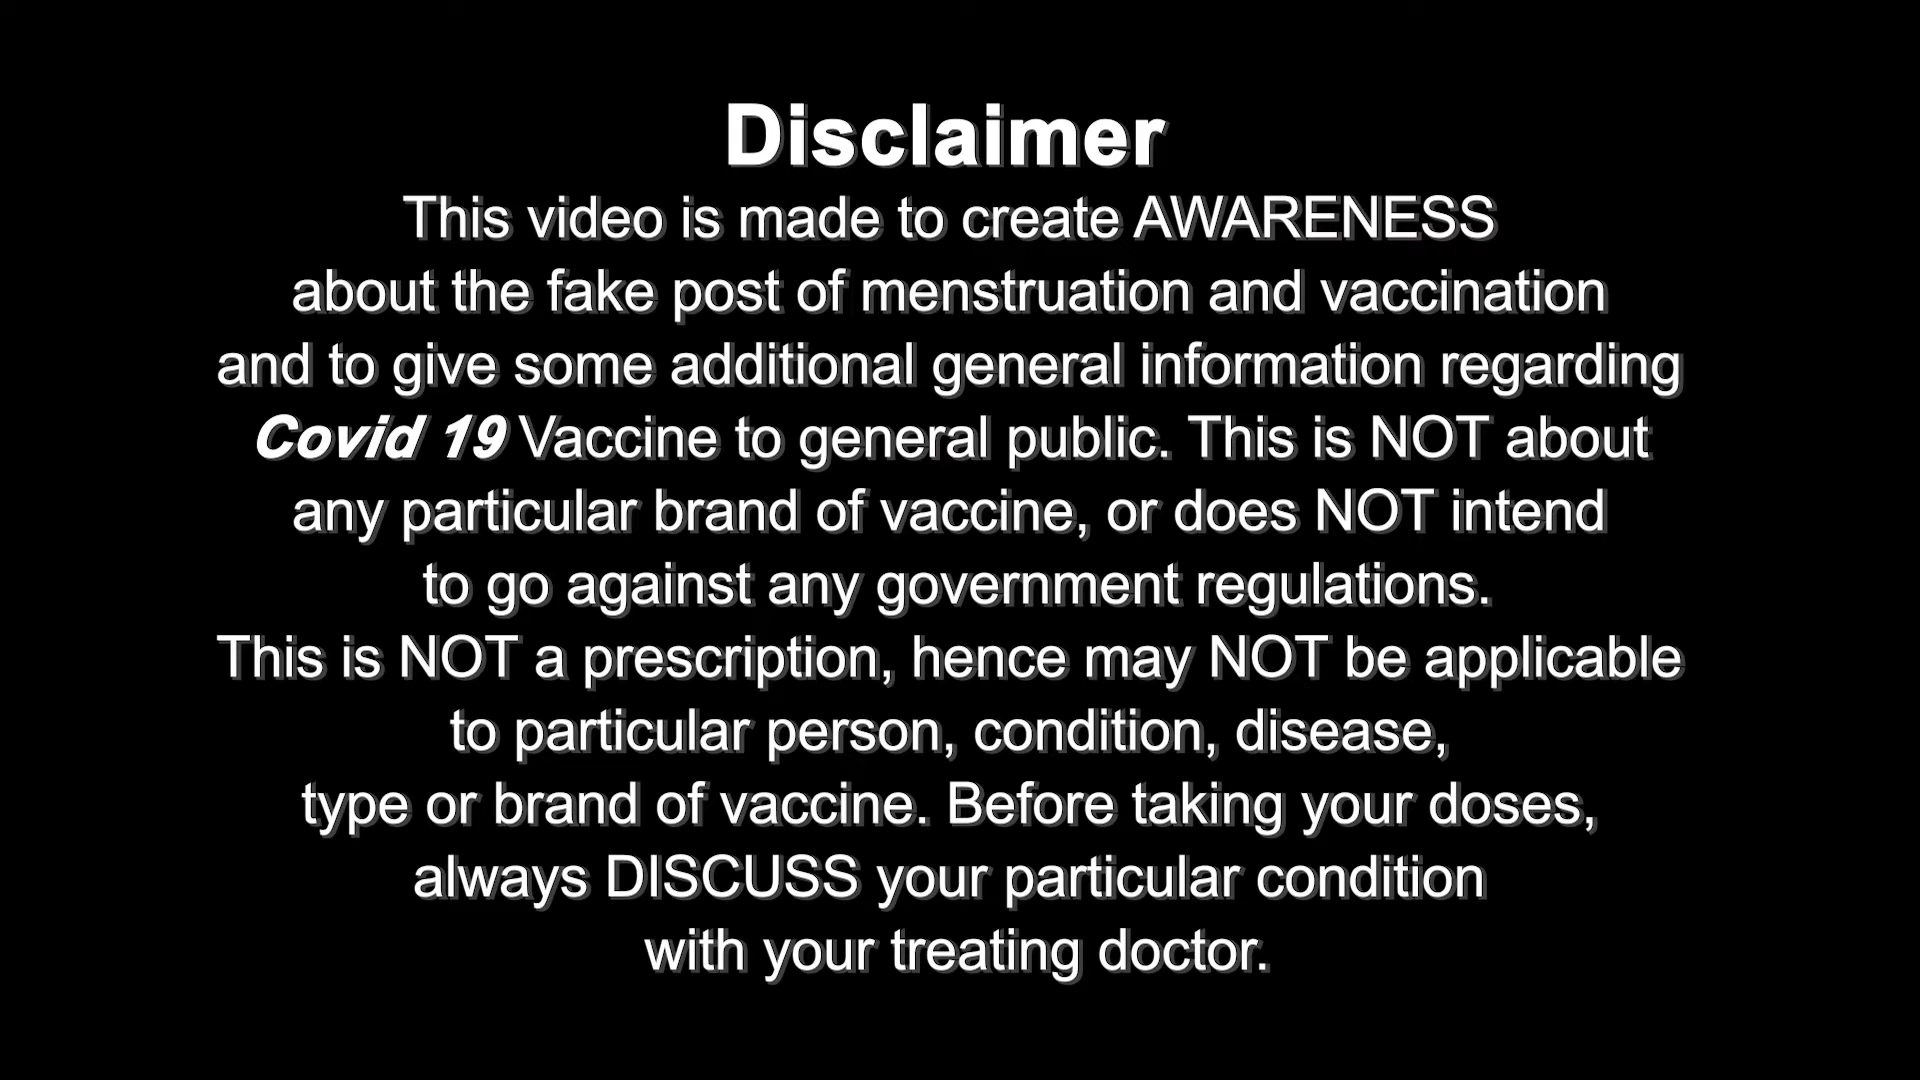 Disclaimer
This video is made to create AWARENESS
about the fake post of menstruation and vaccination
and to give some additional general information regarding
Covid 19 Vaccine to general public. This is NOT about
any particular brand of vaccine, or does NOT intend
to go against any government regulations.
This is NOT a prescription, hence may NOT be applicable
to particular person, condition, disease,
type or brand of vaccine. Before taking your doses,
always DISCUSS your particular condition
with your treating doctor.